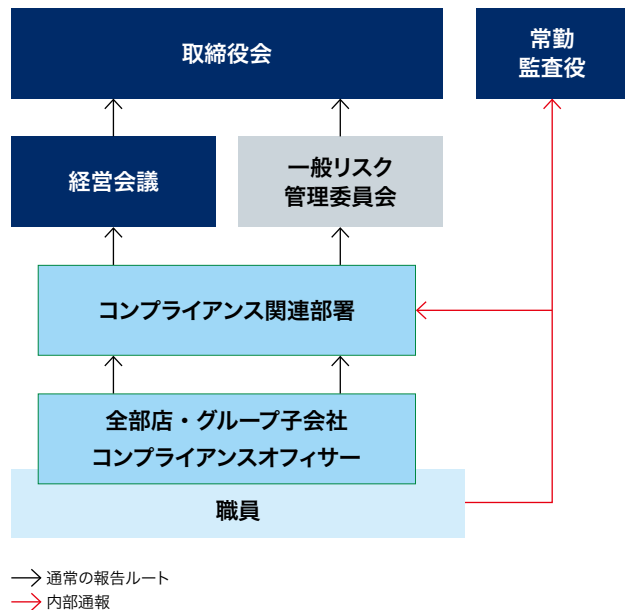 取締役会
常勤
監査役
経営会議
一般リスク
管理委員会
コンプライアンス関連部署
全部店・グループ子会社
コンプライアンスオフィサー
職員
通常の報告ルート
内部通報